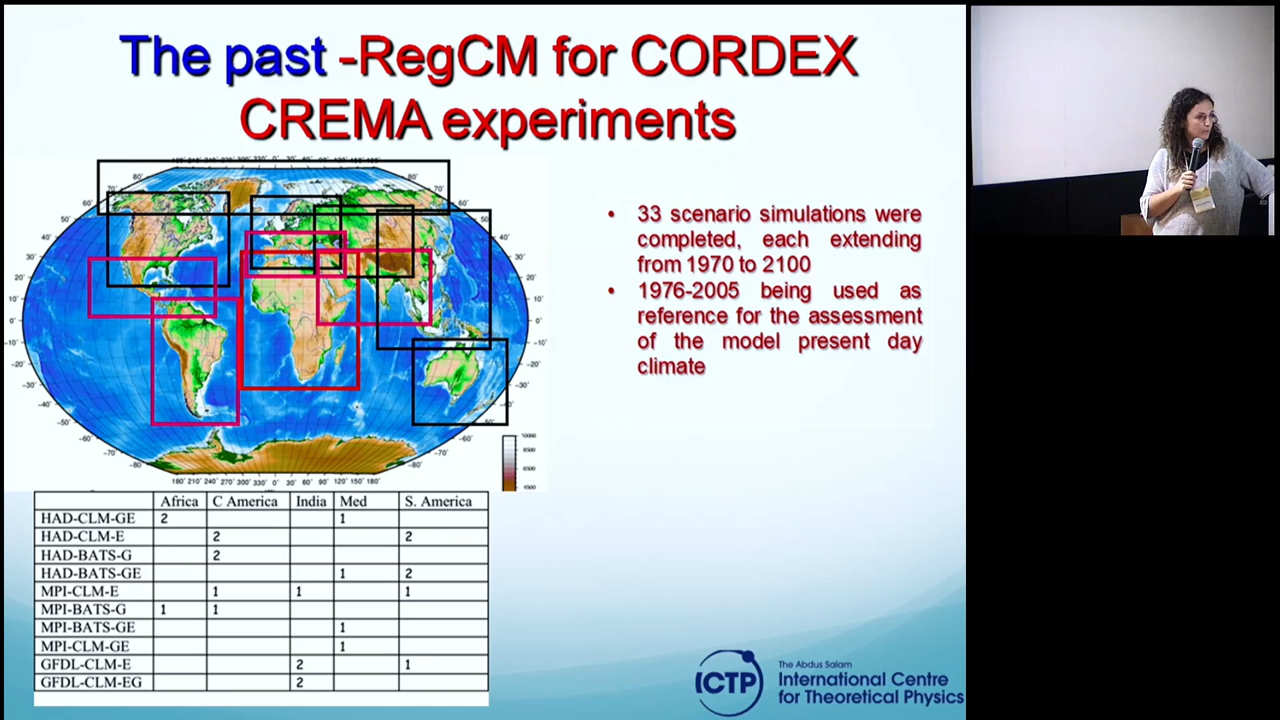 The past -RegCM for CORDEX
CREMA experiments
• 33 scenario simulations were
completed, each extending
from 1970 to 2100
• 1976-2005 being used as
reference for the assessment
of the model present day
climate
Africa C America India Med S. America
HAD-CLM-GE 2 1
HAD-CLM-E 2 2
HAD-BATS-G 2
HAD-BATS-GE 1 2
MPI-CLM-E 1 1 1
MPI-BATS-G 1 1
MPI-BATS-GE 1
MPI-CLM-GE 1
GFDL-CLM-E 2 1
GFDL-CLM-EG 2
ICTP
The Abdus Salam
International Centre
for Theoretical Physics